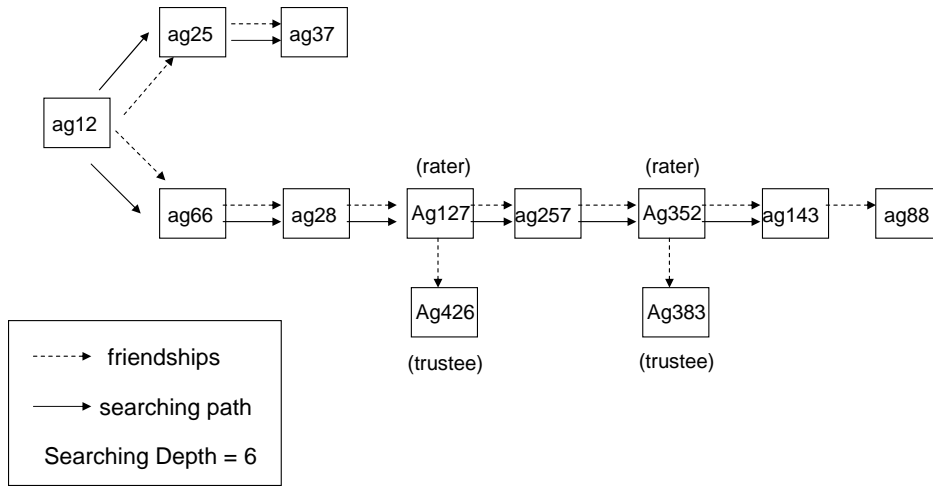 ag25
ag37
ag12
(rater)
(rater)
ag66
ag28
Ag127
ag257
Ag352
ag143
ag88
Ag426
Ag383
(trustee)
(trustee)
friendships
searching path
Searching Depth = 6